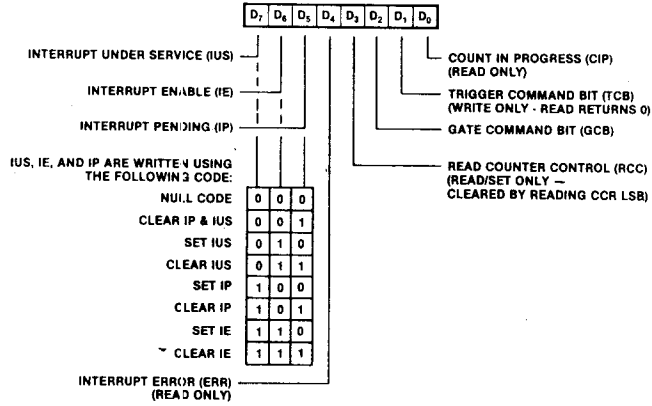 D7 D6 D5 D4 D3 D2 D1 D0
INTERRUPT UNDER SERVICE (IUS)
INTERRUPT ENABLE (IE)
INTERRUPT PENDING (IP)
IUS, IE, AND IP ARE WRITTEN USING
THE FOLLOWING CODE:
NULL CODE 0 0 0
CLEAR IP & IUS 0 0 1
SET IUS 0 1 0
CLEAR IUS 0 1 1
SET IP 1 0 0
CLEAR IP 1 0 1
SET IE 1 1 0
CLEAR IE 1 1 1
INTERRUPT ERROR (ERR)
(READ ONLY)
COUNT IN PROGRESS (CIP)
(READ ONLY)
TRIGGER COMMAND BIT (TCB)
(WRITE ONLY - READ RETURNS 0)
GATE COMMAND BIT (GCB)
READ COUNTER CONTROL (RCC)
(READ/SET ONLY —
CLEARED BY READING CCR LSB)